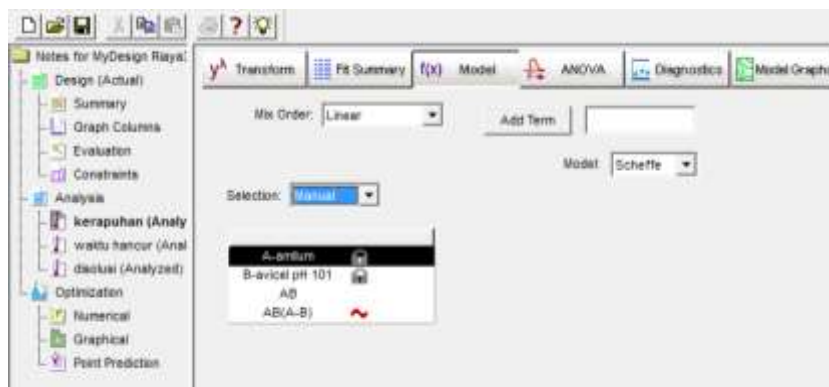 Notes for MyDesign Riaya
Design (Actual)
Summary
Graph Columns
Evaluation
Constraints
Analysis
kerapuhan (Analy
waktu hancur (Anal
disolusi (Analyzed)
Optimization
Numerical
Graphical
Point Prediction
yλ Transform
Fit Summary
f(x) Model
ANOVA
Diagnostics
Model Graphs
Mix Order: Linear
Add Term
Model: Scheffe
Selection: Manual
A-amilum
B-avicel pH 101
AB
AB(A-B)